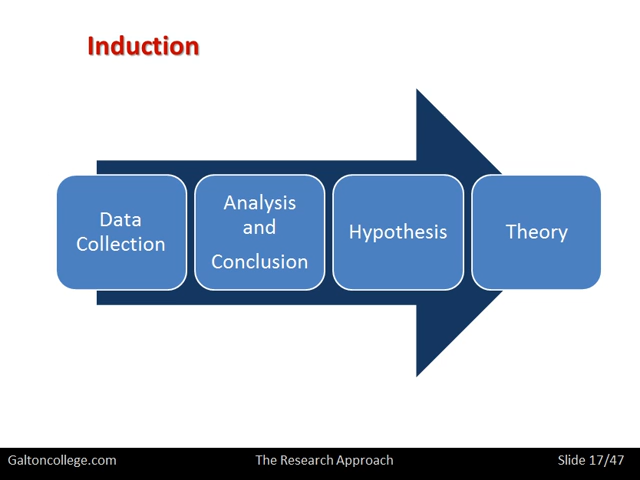 Induction
Data
Collection
Analysis
and
Conclusion
Hypothesis
Theory
Galtoncollege.com
The Research Approach
Slide 17/47